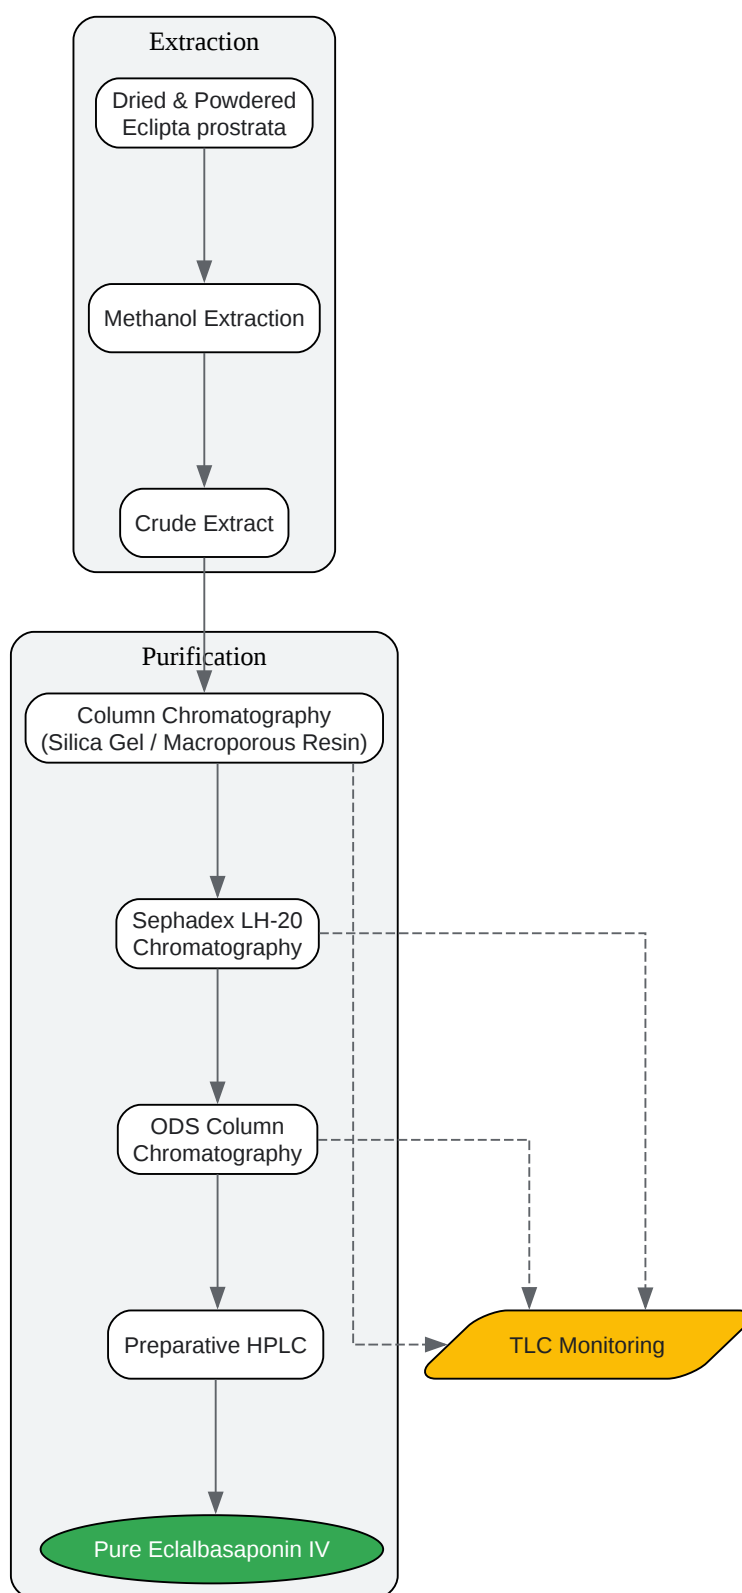 Extraction
Dried & Powdered
Eclipta prostrata
Methanol Extraction
Crude Extract
Purification
Column Chromatography
(Silica Gel / Macroporous Resin)
Sephadex LH-20
Chromatography
ODS Column
Chromatography
Preparative HPLC
TLC Monitoring
Pure Eclalbasaponin IV